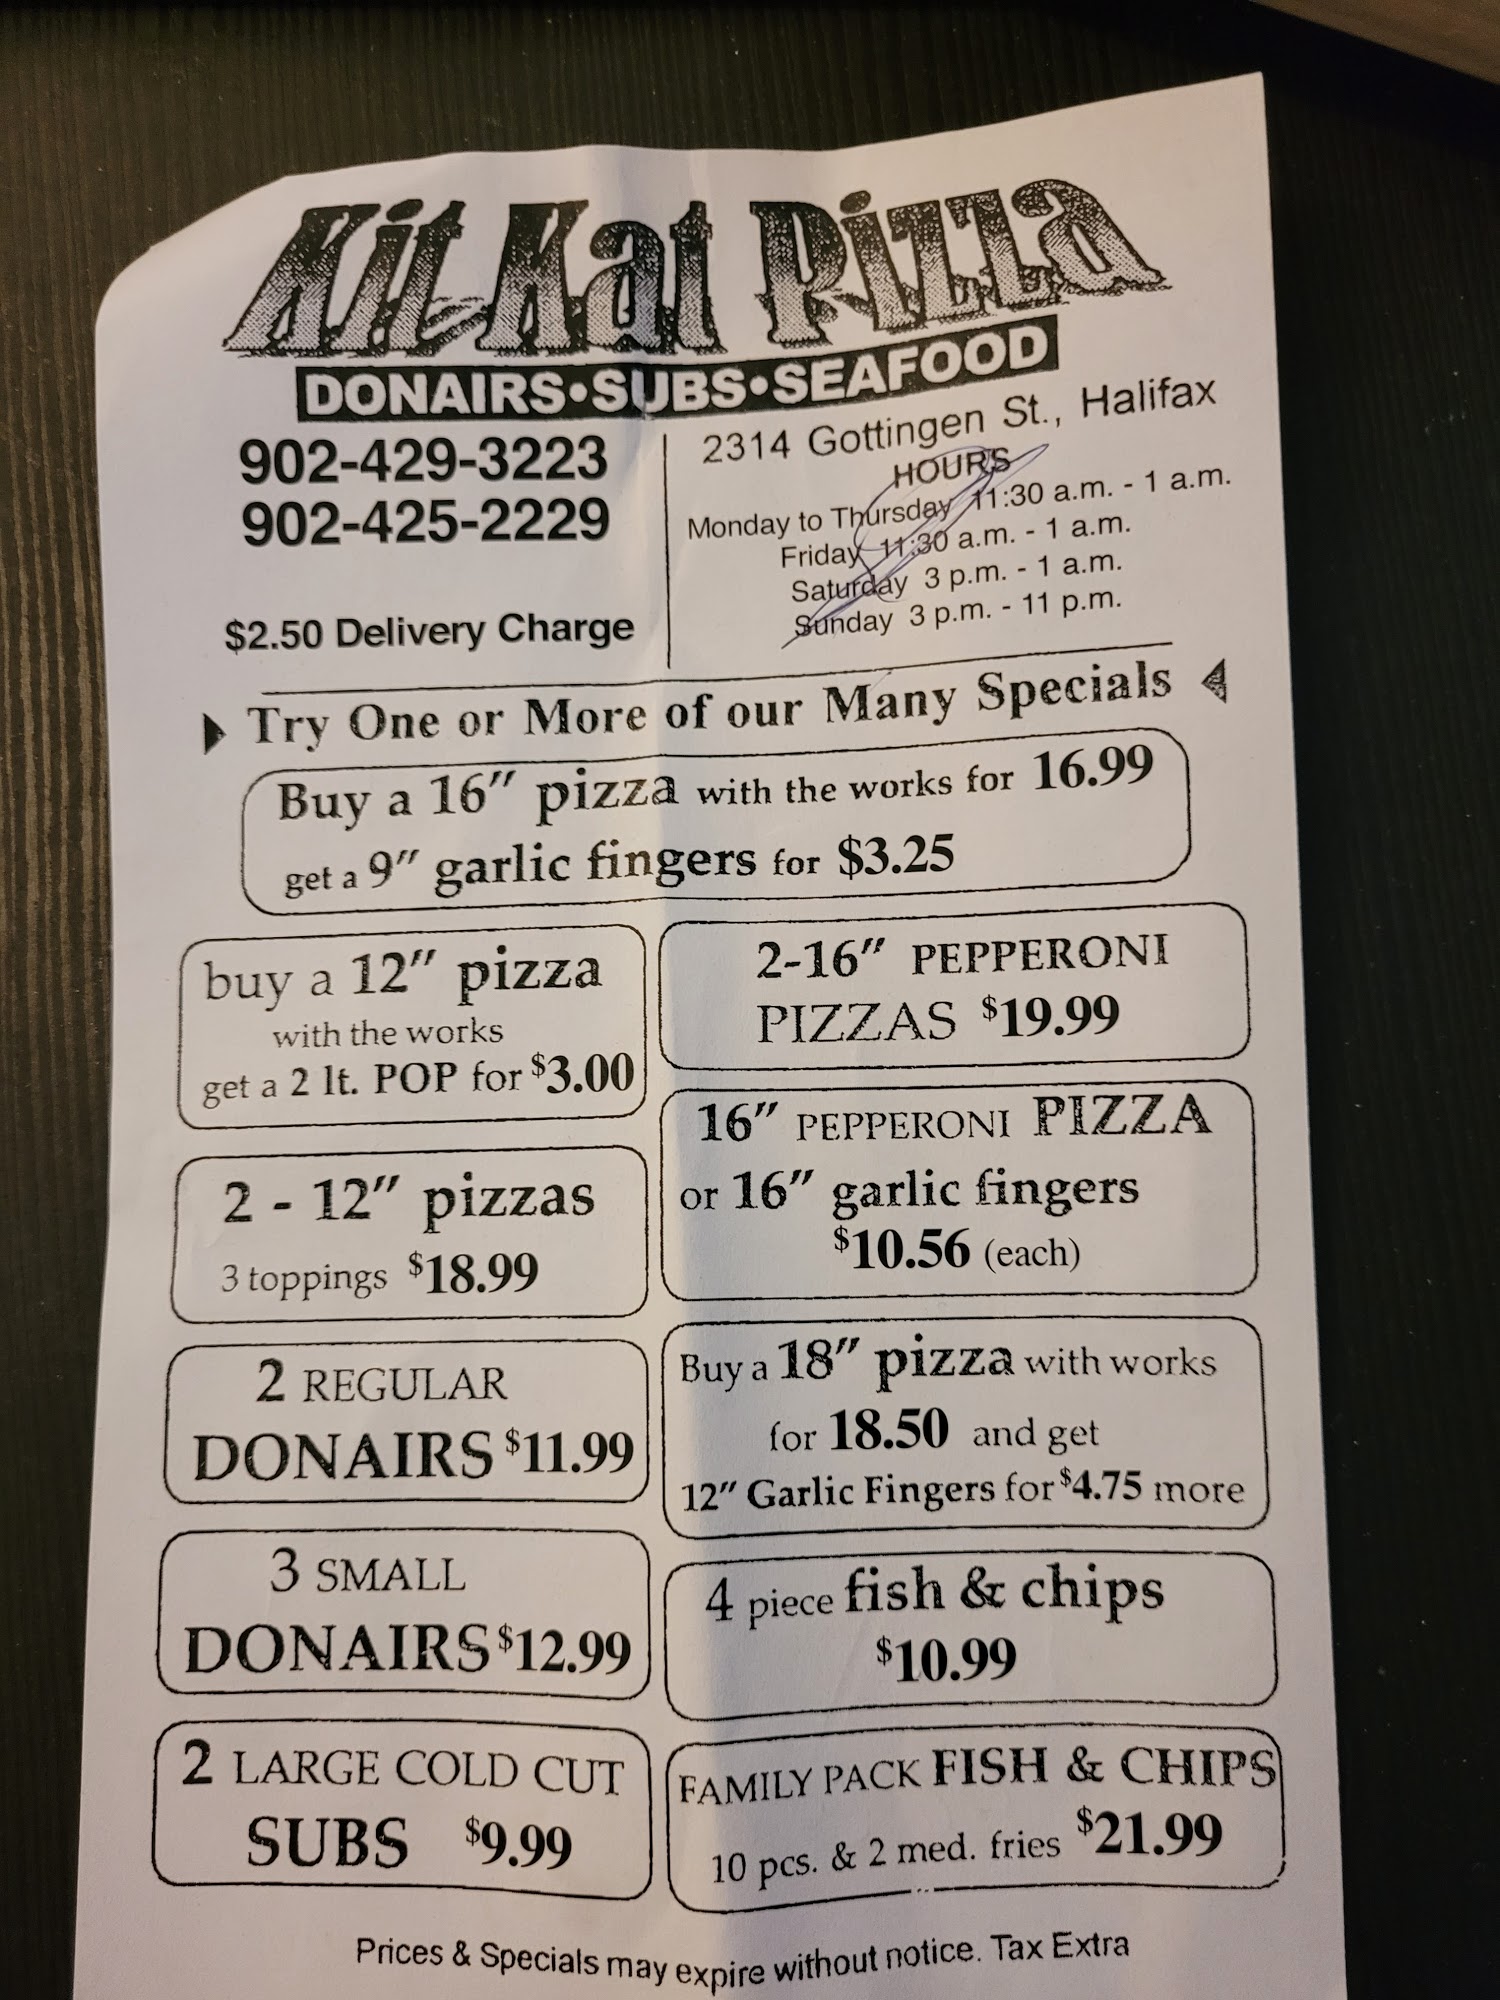 Kit Kat Pizza
DONAIRS•SUBS•SEAFOOD
902-429-3223
902-425-2229
$2.50 Delivery Charge
2314 Gottingen St., Halifax
HOURS
Monday to Thursday 11:30 a.m. - 1 a.m.
Friday 11:30 a.m. - 1 a.m.
Saturday 3 p.m. - 1 a.m.
Sunday 3 p.m. - 11 p.m.
Try One or More of our Many Specials
Buy a 16" pizza with the works for 16.99
get a 9" garlic fingers for $3.25
buy a 12" pizza
with the works
get a 2 lt. POP for $3.00
2-16" PEPPERONI
PIZZAS $19.99
2 - 12" pizzas
3 toppings $18.99
16" PEPPERONI PIZZA
or 16" garlic fingers
$10.56 (each)
2 REGULAR
DONAIRS $11.99
Buy a 18" pizza with works
for 18.50 and get
12" Garlic Fingers for $4.75 more
3 SMALL
DONAIRS $12.99
4 piece fish & chips
$10.99
2 LARGE COLD CUT
SUBS $9.99
FAMILY PACK FISH & CHIPS
10 pcs. & 2 med. fries $21.99
Prices & Specials may expire without notice. Tax Extra